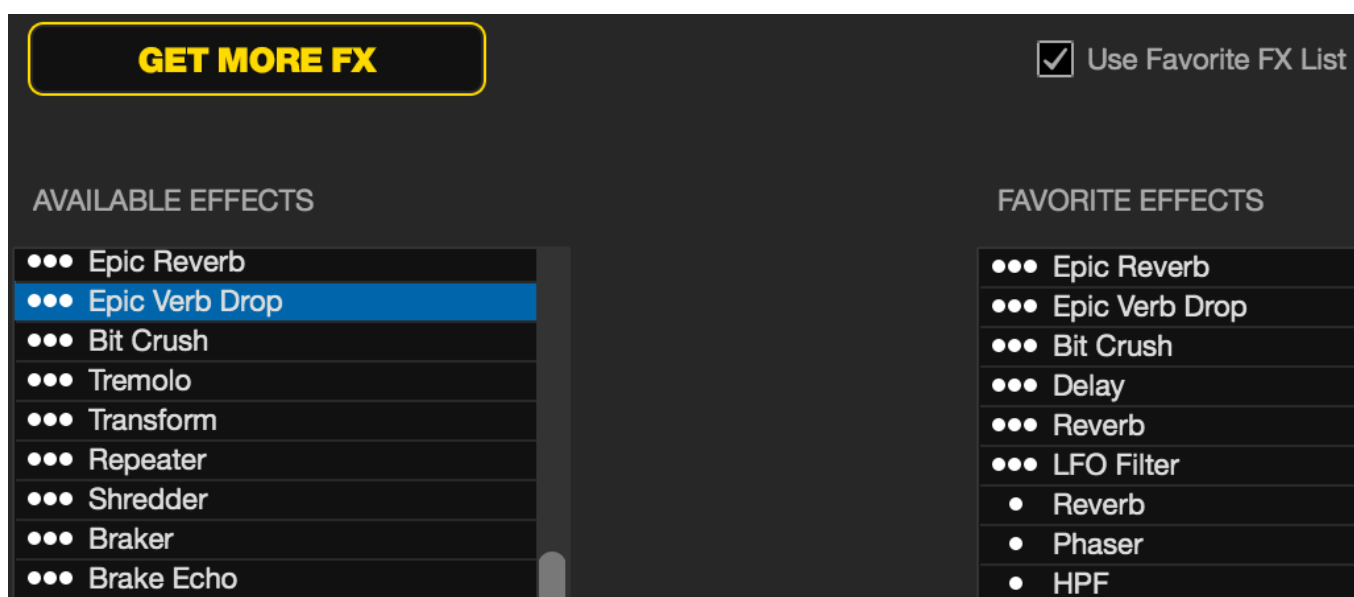 GET MORE FX
Use Favorite FX List
AVAILABLE EFFECTS
Epic Reverb
Epic Verb Drop
Bit Crush
Tremolo
Transform
Repeater
Shredder
Braker
Brake Echo
FAVORITE EFFECTS
Epic Reverb
Epic Verb Drop
Bit Crush
Delay
Reverb
LFO Filter
Reverb
Phaser
HPF